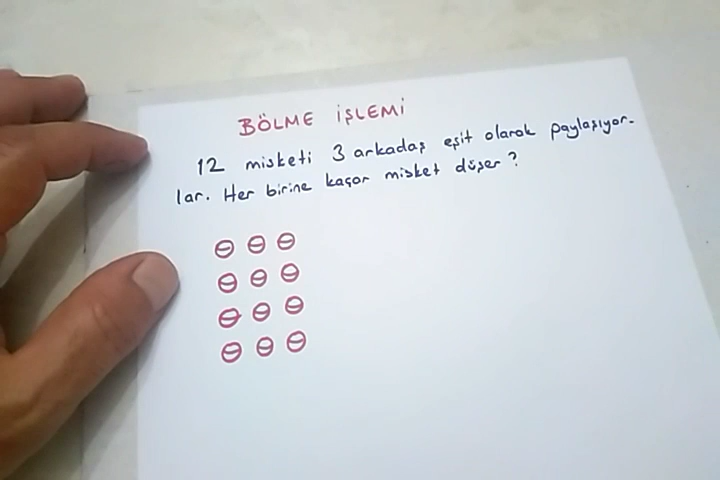 BÖLME İŞLEMİ
12 misketi 3 arkadaş eşit olarak paylaşıyor-
lar. Her birine kaçar misket düşer?